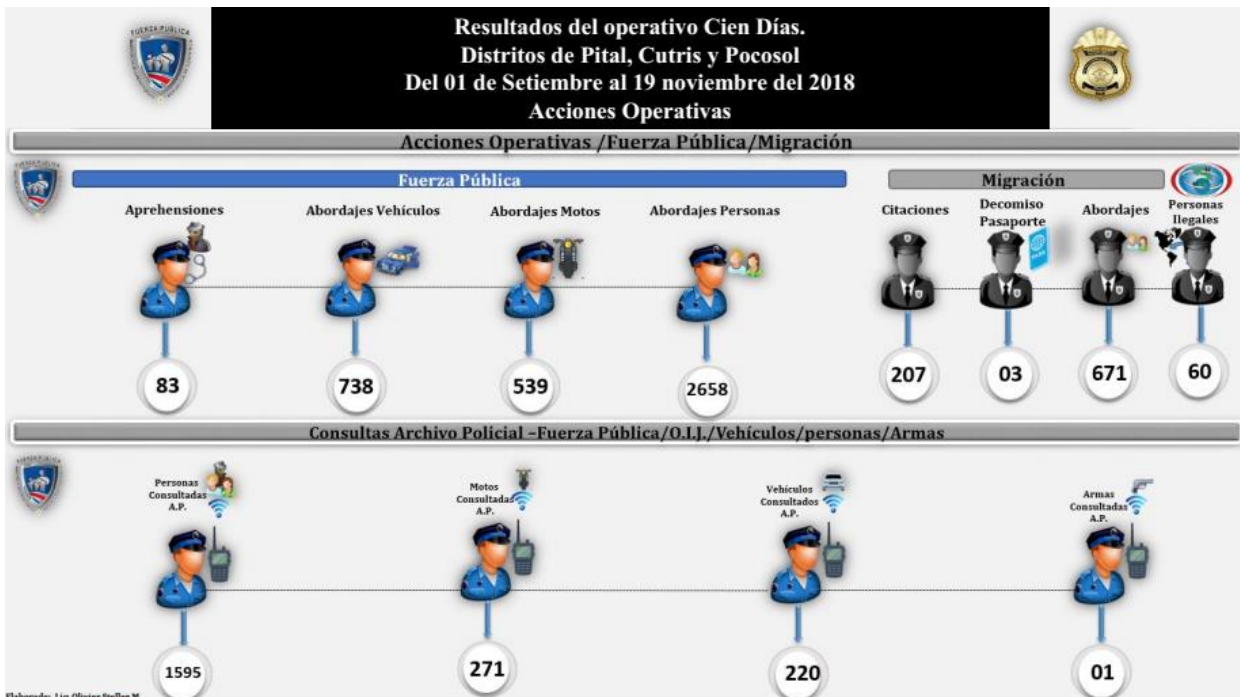 Resultados del operativo Cien Días.
Distritos de Pital, Cutris y Pocosol
Del 01 de Setiembre al 19 noviembre del 2018
Acciones Operativas
FUERZA PÚBLICA
Acciones Operativas /Fuerza Pública/Migración
Fuerza Pública
Migración
Aprehensiones
Abordajes Vehículos
Abordajes Motos
Abordajes Personas
Citaciones
Decomiso
Pasaporte
Abordajes
Personas
Ilegales
83
738
539
2658
207
03
671
60
Consultas Archivo Policial –Fuerza Pública/O.I.J./Vehículos/personas/Armas
Personas
Consultadas
A.P.
Motos
Consultadas
A.P.
Vehículos
Consultados
A.P.
Armas
Consultadas
A.P.
1595
271
220
01